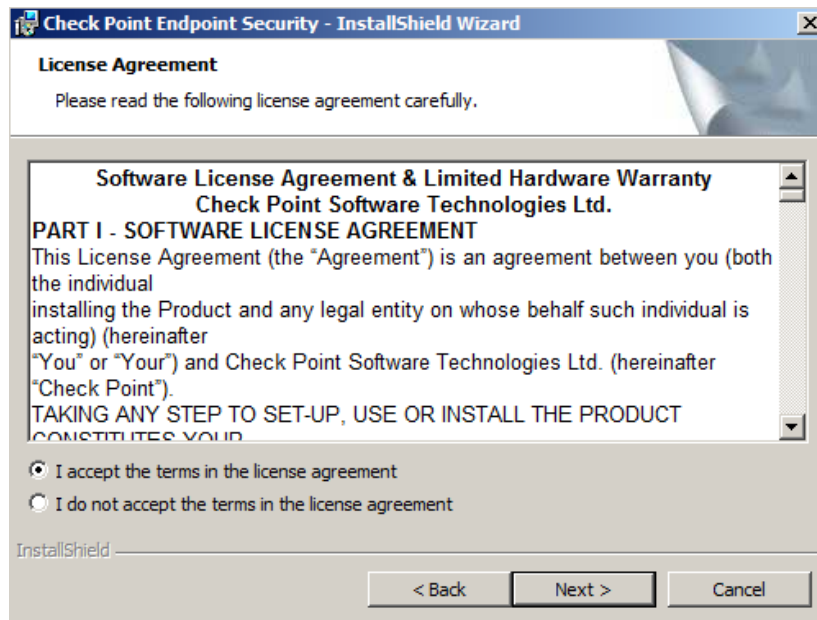 Check Point Endpoint Security - InstallShield Wizard
License Agreement
Please read the following license agreement carefully.
Software License Agreement & Limited Hardware Warranty
Check Point Software Technologies Ltd.
PART I - SOFTWARE LICENSE AGREEMENT
This License Agreement (the “Agreement”) is an agreement between you (both
the individual
installing the Product and any legal entity on whose behalf such individual is
acting) (hereinafter
“You” or “Your”) and Check Point Software Technologies Ltd. (hereinafter
“Check Point”).
TAKING ANY STEP TO SET-UP, USE OR INSTALL THE PRODUCT
CONSTITUTES YOUR
I accept the terms in the license agreement
I do not accept the terms in the license agreement
InstallShield
< Back Next > Cancel